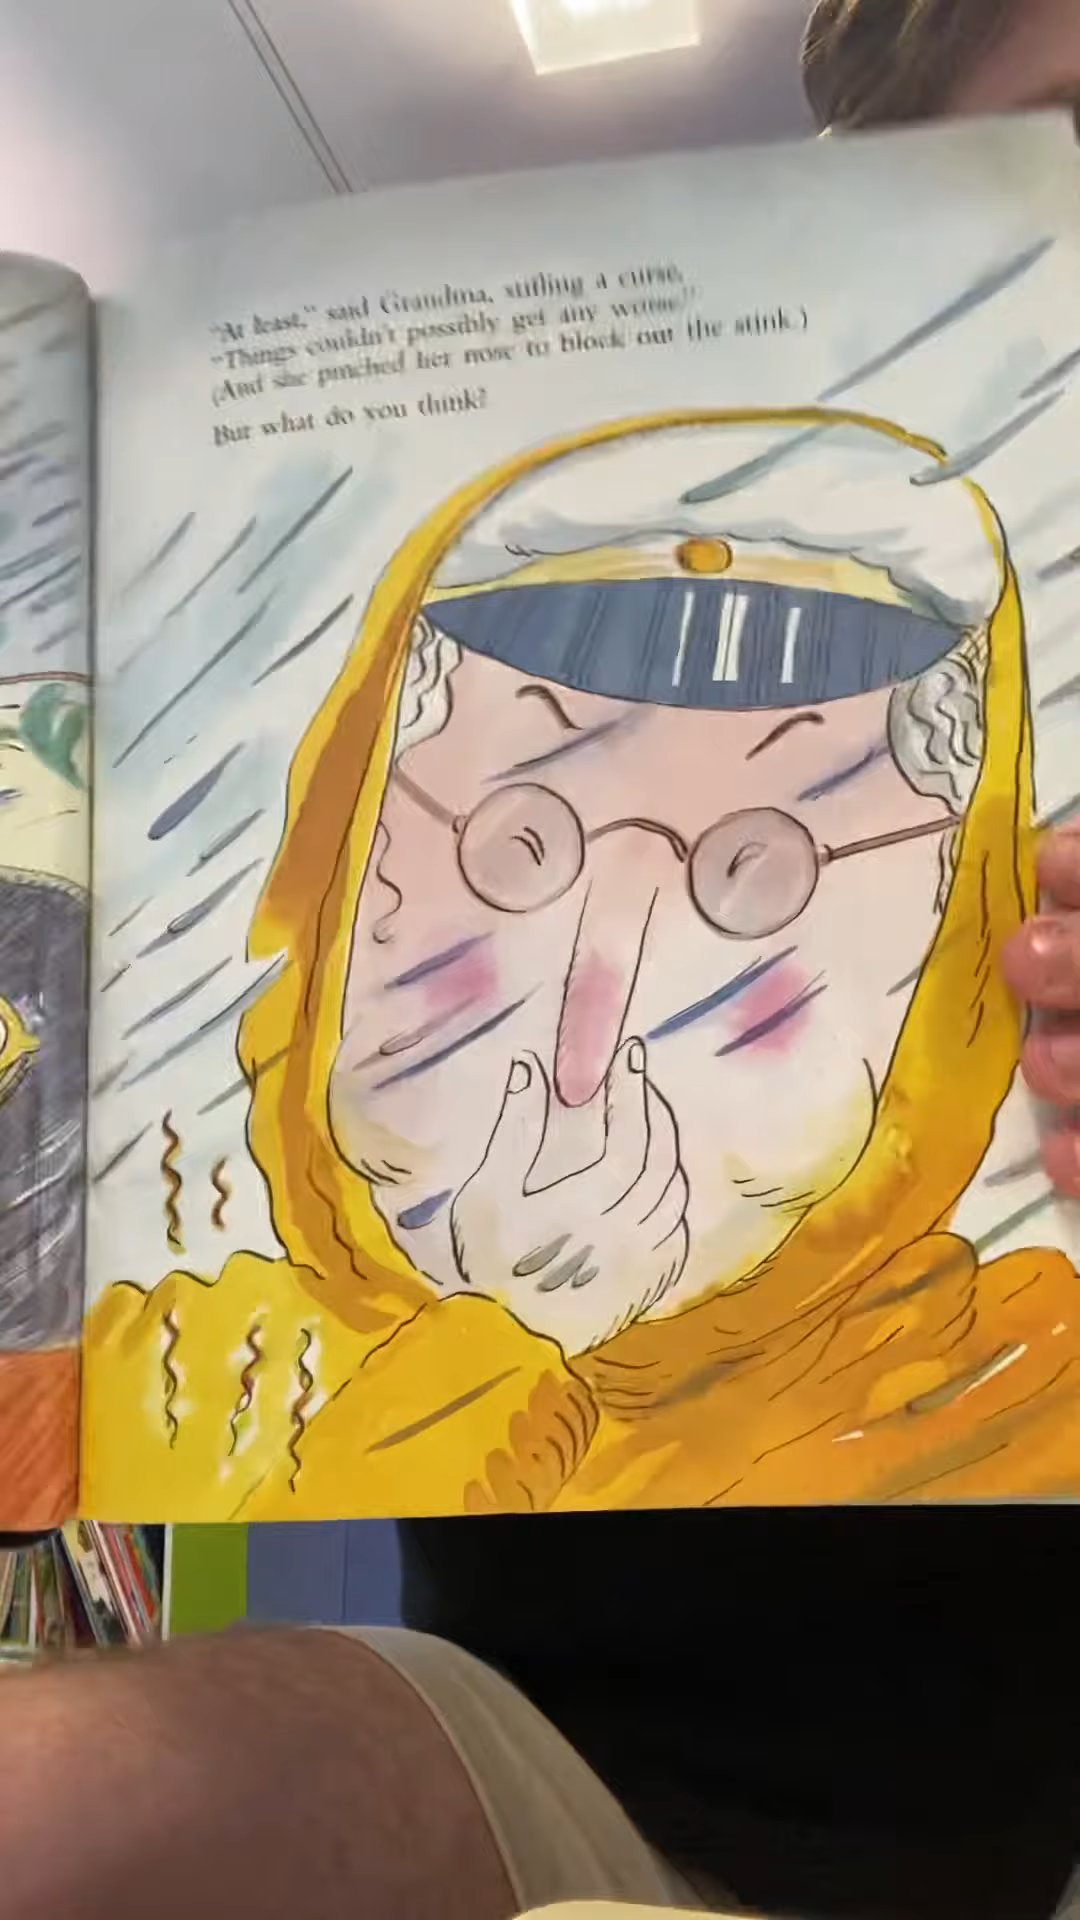 "At least," said Grandma, stifling a curse,
"Things couldn't possibly get any worse!"
(And she pinched her nose to block out the stink.)
But what do you think?